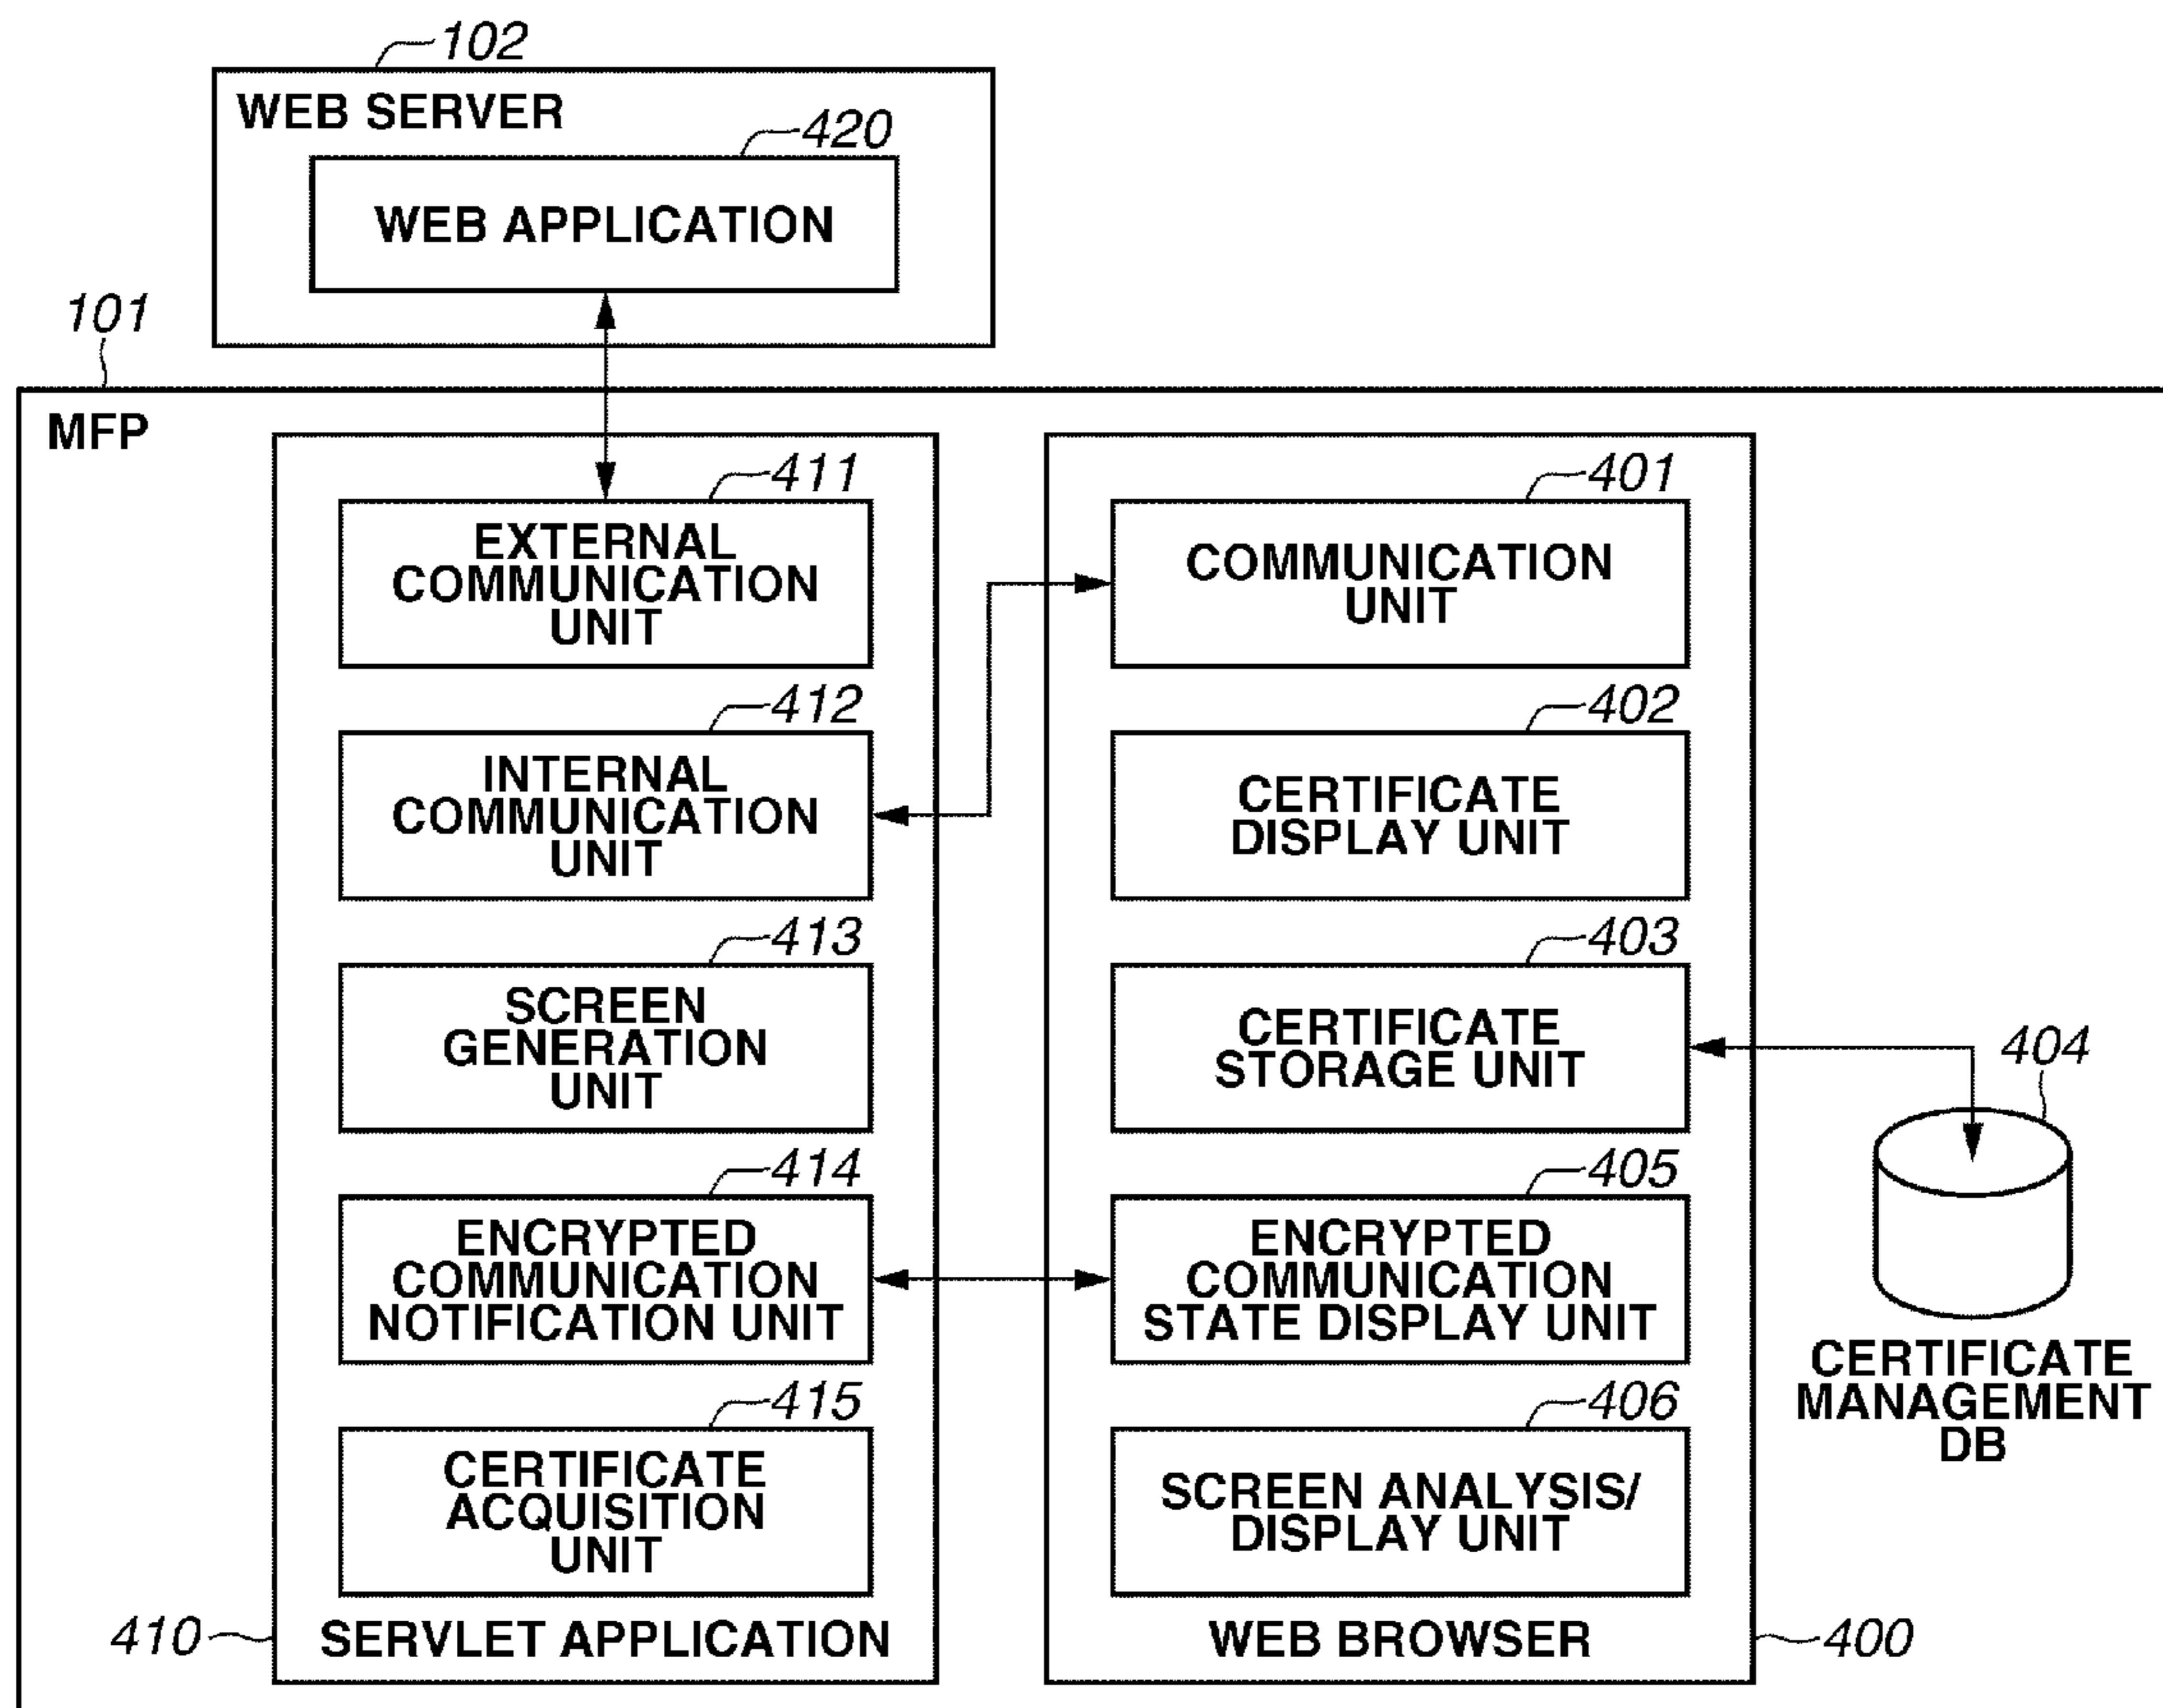 102
WEB SERVER
420
WEB APPLICATION
101
MFP
411
EXTERNAL
COMMUNICATION
UNIT
412
INTERNAL
COMMUNICATION
UNIT
413
SCREEN
GENERATION
UNIT
414
ENCRYPTED
COMMUNICATION
NOTIFICATION UNIT
415
CERTIFICATE
ACQUISITION
UNIT
410
SERVLET APPLICATION
401
COMMUNICATION
UNIT
402
CERTIFICATE
DISPLAY UNIT
403
CERTIFICATE
STORAGE UNIT
405
ENCRYPTED
COMMUNICATION
STATE DISPLAY UNIT
406
SCREEN ANALYSIS/
DISPLAY UNIT
WEB BROWSER
400
404
CERTIFICATE
MANAGEMENT
DB